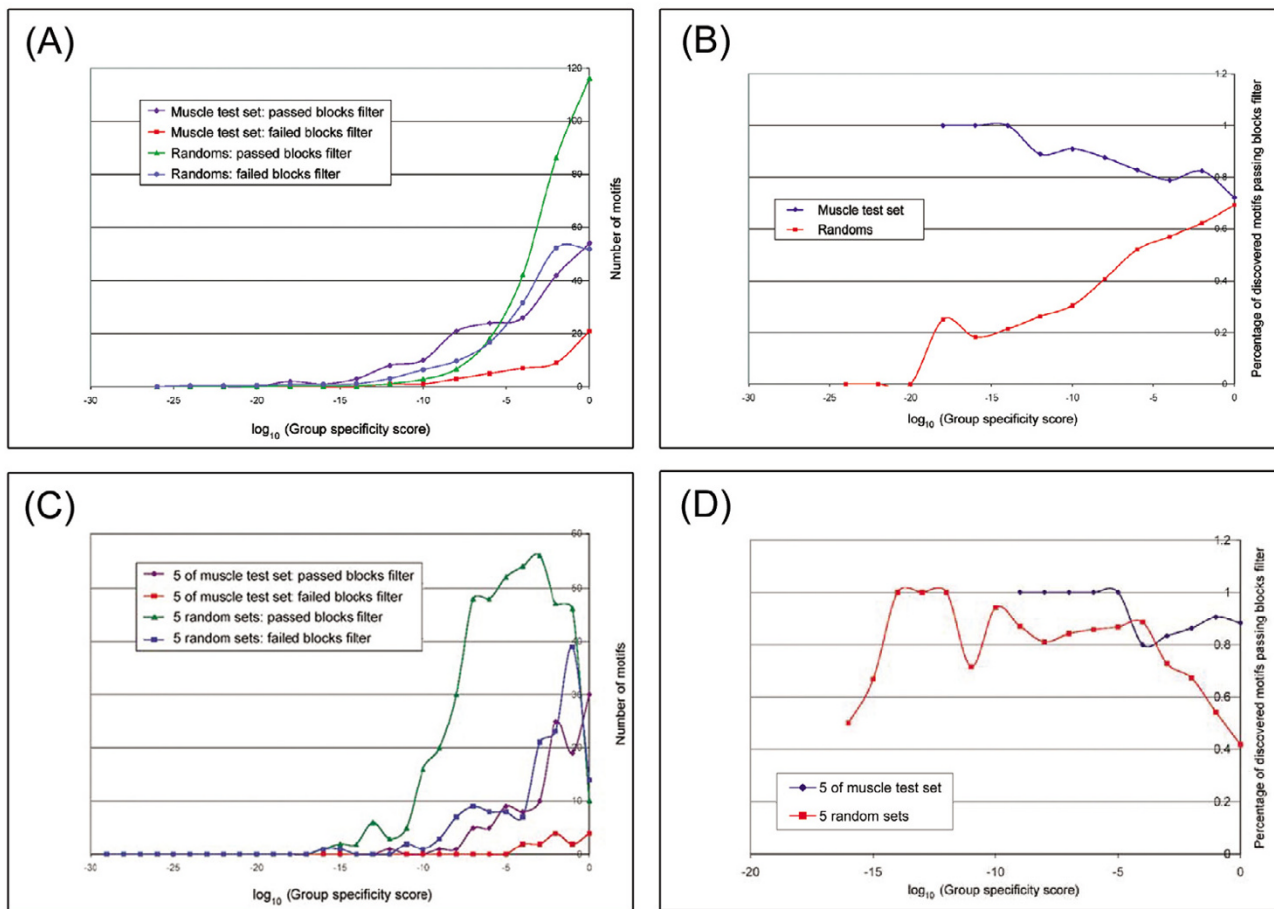 (A)
120
100
80
60
40
20
0
Muscle test set: passed blocks filter
Muscle test set: failed blocks filter
Randoms: passed blocks filter
Randoms: failed blocks filter
Number of motifs
-30 -25 -20 -15 -10 -5 0
log10 (Group specificity score)
(B)
1.2
1
0.8
0.6
0.4
0.2
0
Muscle test set
Randoms
Percentage of discovered motifs passing blocks filter
-30 -25 -20 -15 -10 -5 0
log10 (Group specificity score)
(C)
60
50
40
30
20
10
0
5 of muscle test set: passed blocks filter
5 of muscle test set: failed blocks filter
5 random sets: passed blocks filter
5 random sets: failed blocks filter
Number of motifs
-30 -25 -20 -15 -10 -5 0
log10 (Group specificity score)
(D)
1.2
1
0.8
0.6
0.4
0.2
0
5 of muscle test set
5 random sets
Percentage of discovered motifs passing blocks filter
-20 -15 -10 -5 0
log10 (Group specificity score)